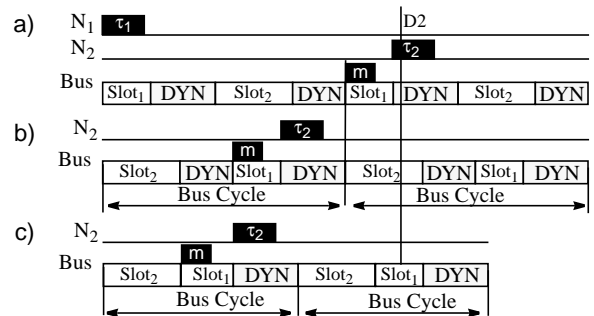 a) N₁ τ₁ D2
N₂ τ₂
m
Bus Slot₁ DYN Slot₂ DYN Slot₁ DYN Slot₂ DYN
b) N₂ τ₂
m
Bus Slot₂ DYN Slot₁ DYN Slot₂ DYN Slot₁ DYN
Bus Cycle Bus Cycle
c) N₂ τ₂
m
Bus Slot₂ Slot₁ DYN Slot₂ Slot₁ DYN
Bus Cycle Bus Cycle